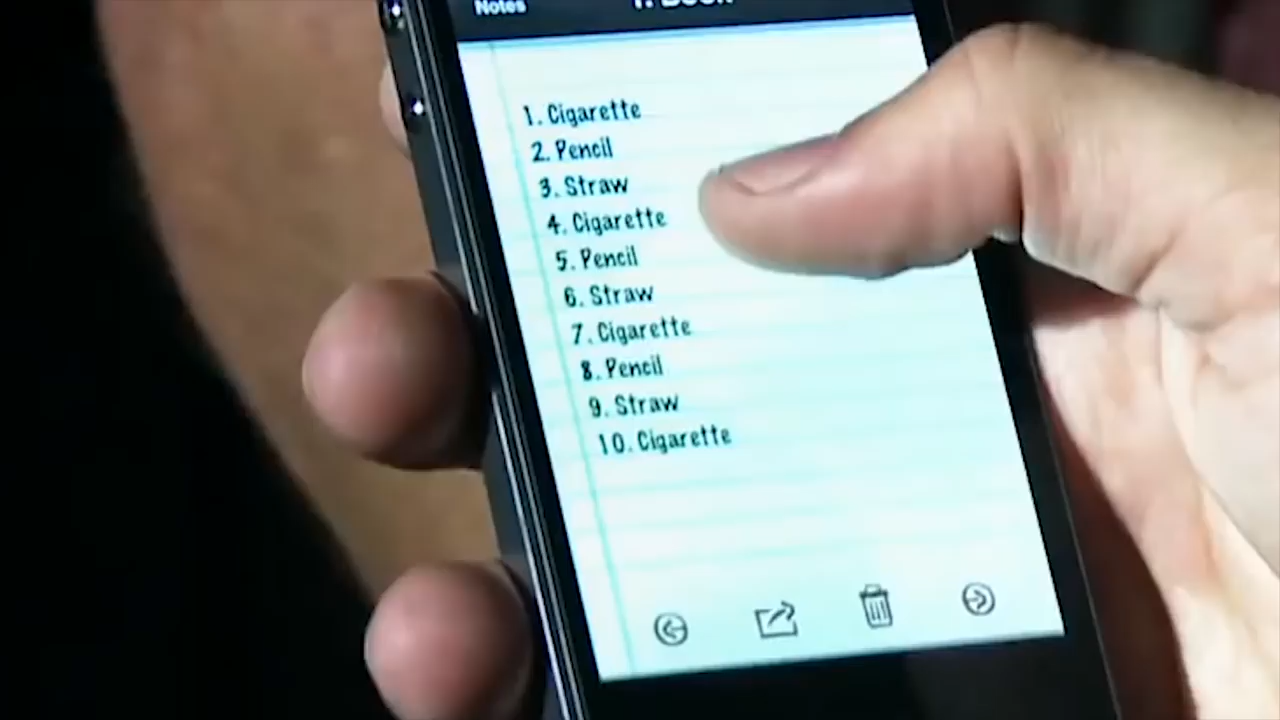 Notes
1. Cigarette
2. Pencil
3. Straw
4. Cigarette
5. Pencil
6. Straw
7. Cigarette
8. Pencil
9. Straw
10. Cigarette